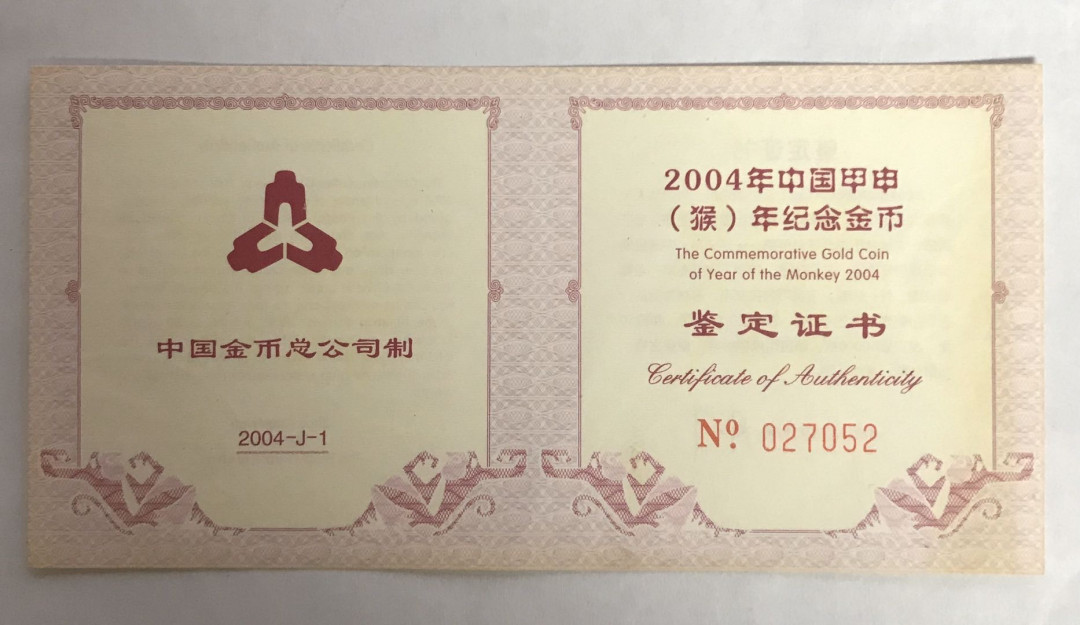 中国金币总公司制
2004-J-1
2004年中国甲申
（猴）年纪念金币
The Commemorative Gold Coin
of Year of the Monkey 2004
鉴定证书
Certificate of Authenticity
Nº 027052